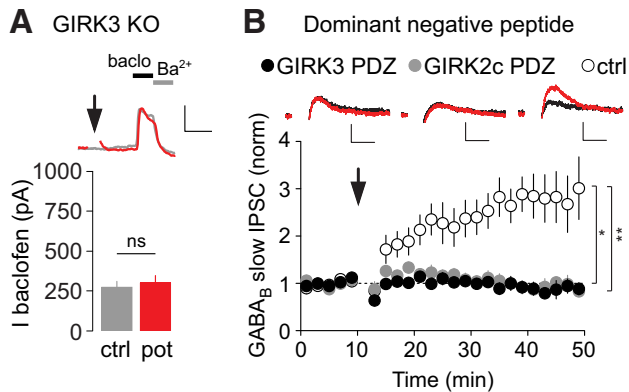 A GIRK3 KO
baclo
Ba2+
I baclofen (pA)
1000
750
500
250
0
ns
ctrl pot
B Dominant negative peptide
GIRK3 PDZ GIRK2c PDZ ctrl
GABAB slow IPSC (norm)
4
3
2
1
0
*
**
0 10 20 30 40 50
Time (min)